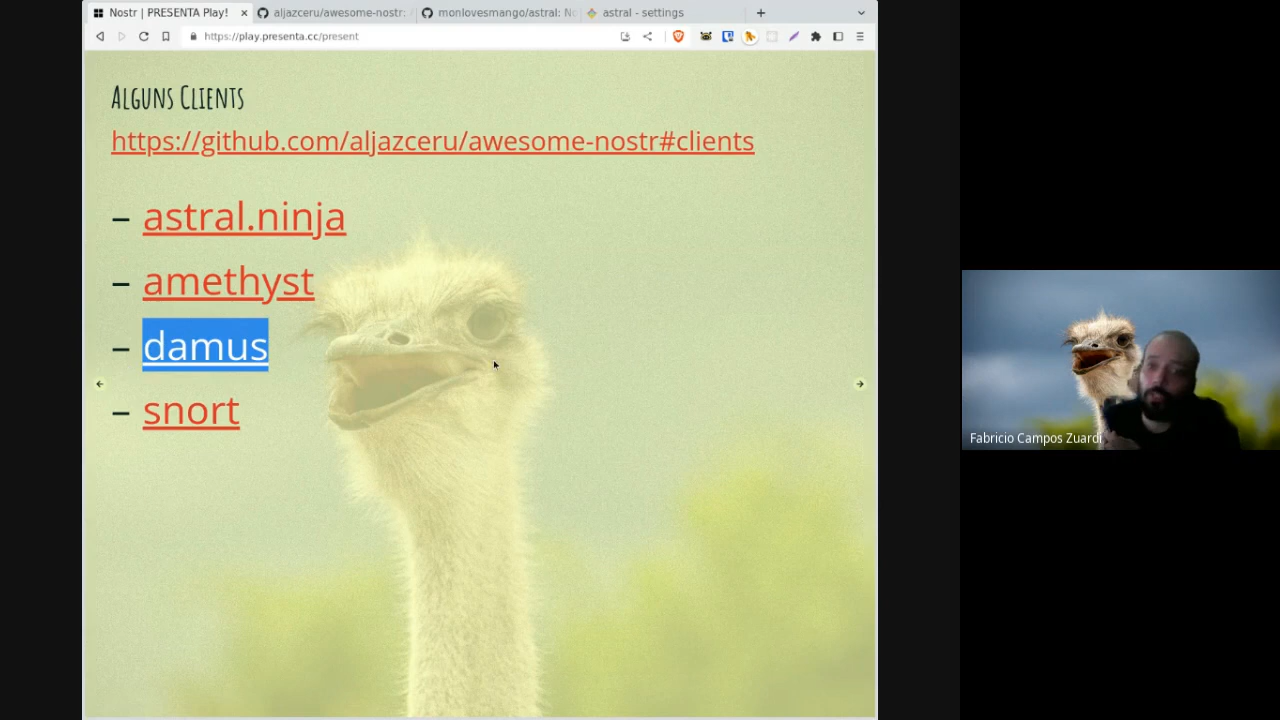 Nostr | PRESENTA Play!
aljazceru/awesome-nostr:
monlovesmango/astral: No
astral - settings
https://play.presenta.cc/present
Alguns Clients
https://github.com/aljazceru/awesome-nostr#clients
– astral.ninja
– amethyst
– damus
– snort
Fabricio Campos Zuardi